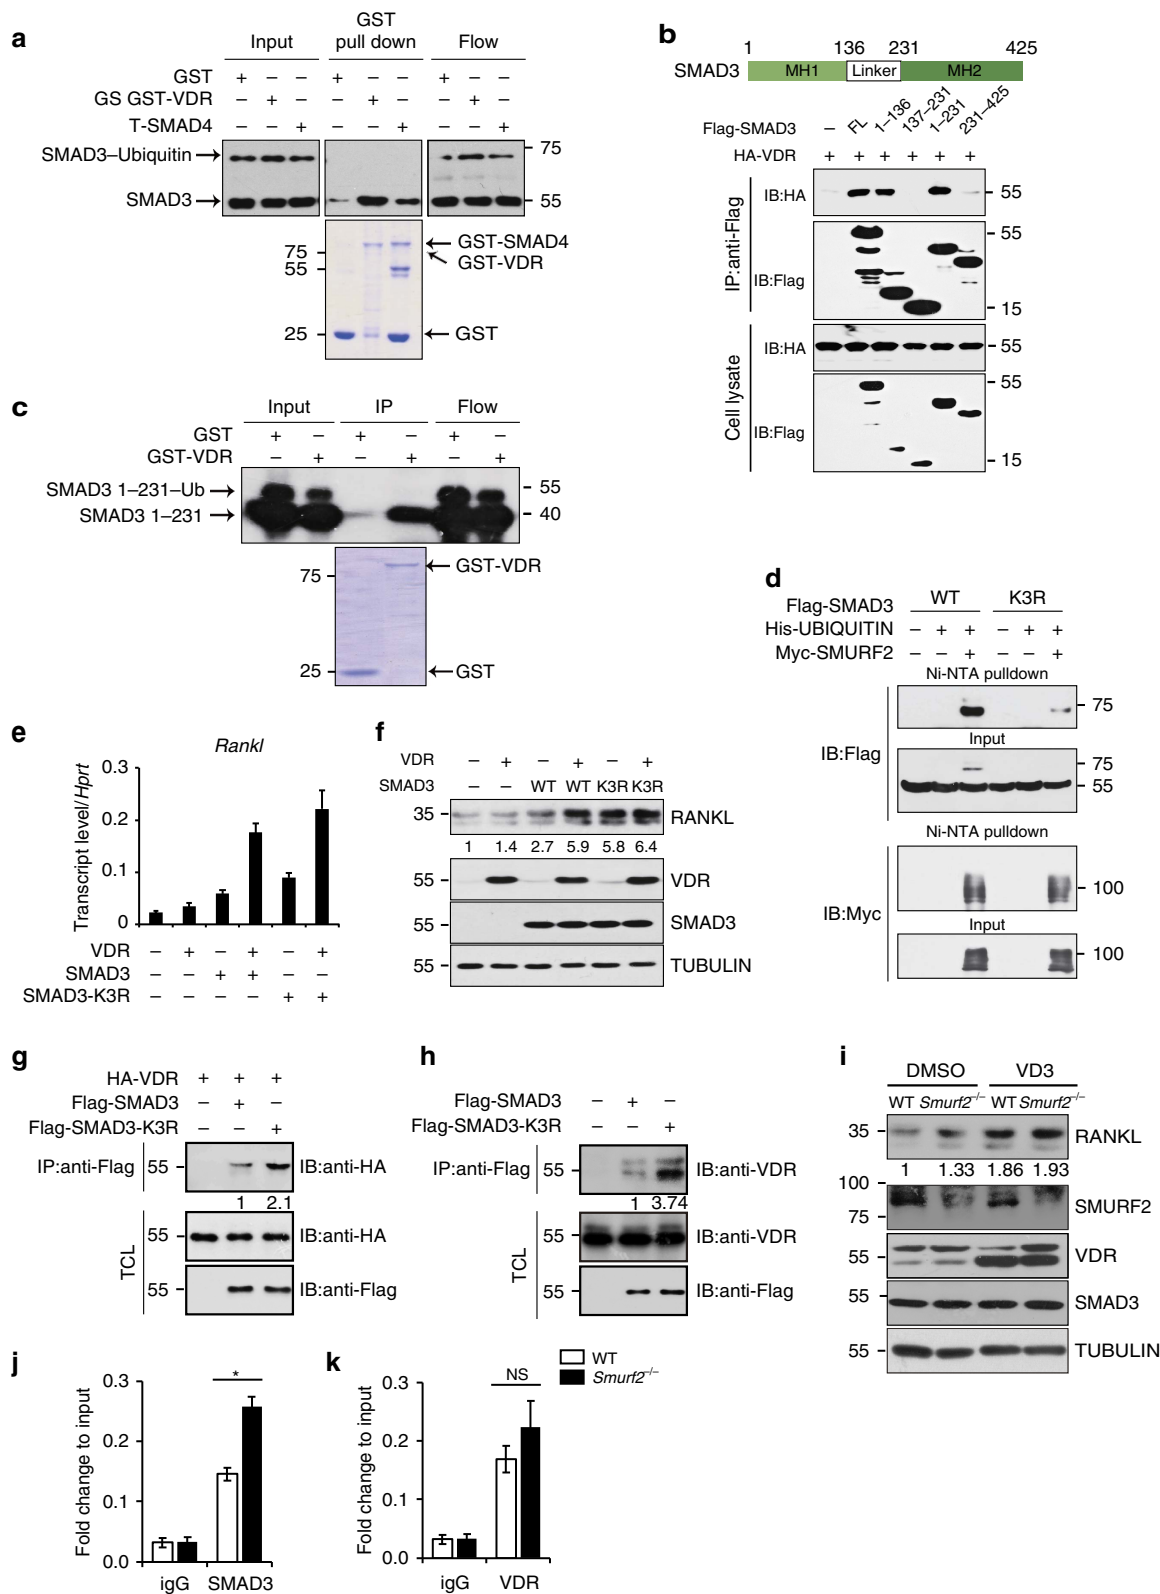 a
Input
GST
pull down
Flow
GST + – – + – – + – –
GS GST-VDR – + – – + – – + –
T-SMAD4 – – + – – + – – +
SMAD3–Ubiquitin
75
SMAD3
55
75
55
25
GST-SMAD4
GST-VDR
GST
b
1 136 231 425
SMAD3 MH1 Linker MH2
Flag-SMAD3 – FL 1–136 137–231 1–231 231–425
HA-VDR + + + + + +
IP:anti-Flag
IB:HA 55
IB:Flag 55
15
Cell lysate
IB:HA 55
IB:Flag 55
15
c
Input IP Flow
GST + – + – + –
GST-VDR – + – + – +
SMAD3 1–231–Ub 55
SMAD3 1–231 40
75
GST-VDR
25
GST
d
Flag-SMAD3 WT K3R
His-UBIQUITIN – + + – + +
Myc-SMURF2 – – + – – +
Ni-NTA pulldown
75
IB:Flag
Input
75
55
Ni-NTA pulldown
100
IB:Myc
Input
100
e
Rankl
Transcript level/Hprt
0.3
0.2
0.1
0
VDR – + – + – +
SMAD3 – – + + – –
SMAD3-K3R – – – – + +
f
VDR – + – + – +
SMAD3 – – WT WT K3R K3R
35 RANKL
1 1.4 2.7 5.9 5.8 6.4
55 VDR
55 SMAD3
55 TUBULIN
g
HA-VDR + + +
Flag-SMAD3 – + –
Flag-SMAD3-K3R – – +
IP:anti-Flag 55 IB:anti-HA
1 2.1
TCL
55 IB:anti-HA
55 IB:anti-Flag
h
Flag-SMAD3 – + –
Flag-SMAD3-K3R – – +
IP:anti-Flag 55 IB:anti-VDR
1 3.74
TCL
55 IB:anti-VDR
55 IB:anti-Flag
i
DMSO VD3
WT Smurf2–/– WT Smurf2–/–
35 RANKL
1 1.33 1.86 1.93
100
75
SMURF2
55 VDR
55 SMAD3
55 TUBULIN
j
Fold change to input
0.3
0.2
0.1
0.0
*
igG SMAD3
k
Fold change to input
0.3
0.2
0.1
0.0
NS
igG VDR
WT
Smurf2–/–